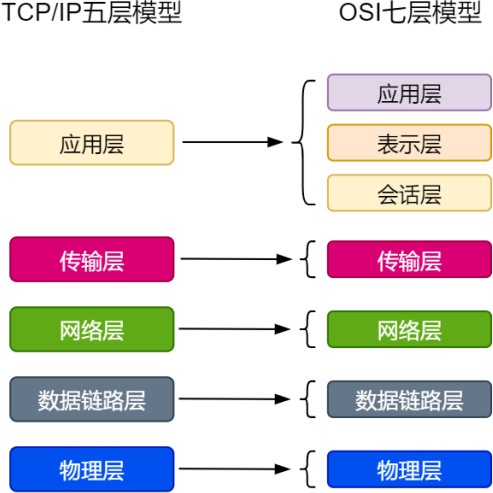 TCP/IP五层模型
OSI七层模型
应用层
应用层
表示层
会话层
传输层
传输层
网络层
网络层
数据链路层
数据链路层
物理层
物理层